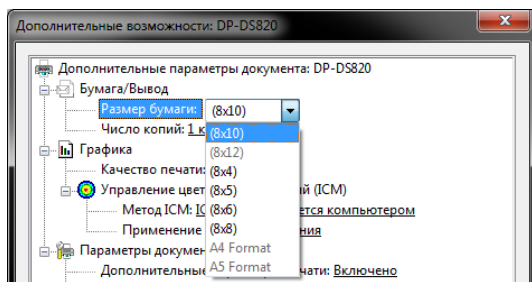 Дополнительные возможности: DP-DS820
Дополнительные параметры документа: DP-DS820
Бумага/Вывод
Размер бумаги: (8x10)
Число копий: 1 к
(8x10)
(8x12)
(8x4)
(8x5)
(8x6)
(8x8)
A4 Format
A5 Format
Графика
Качество печати:
Управление цвет й (ICM)
Метод ICM: IC ется компьютером
Применение ния
Параметры докумен
Дополнительные чати: Включено